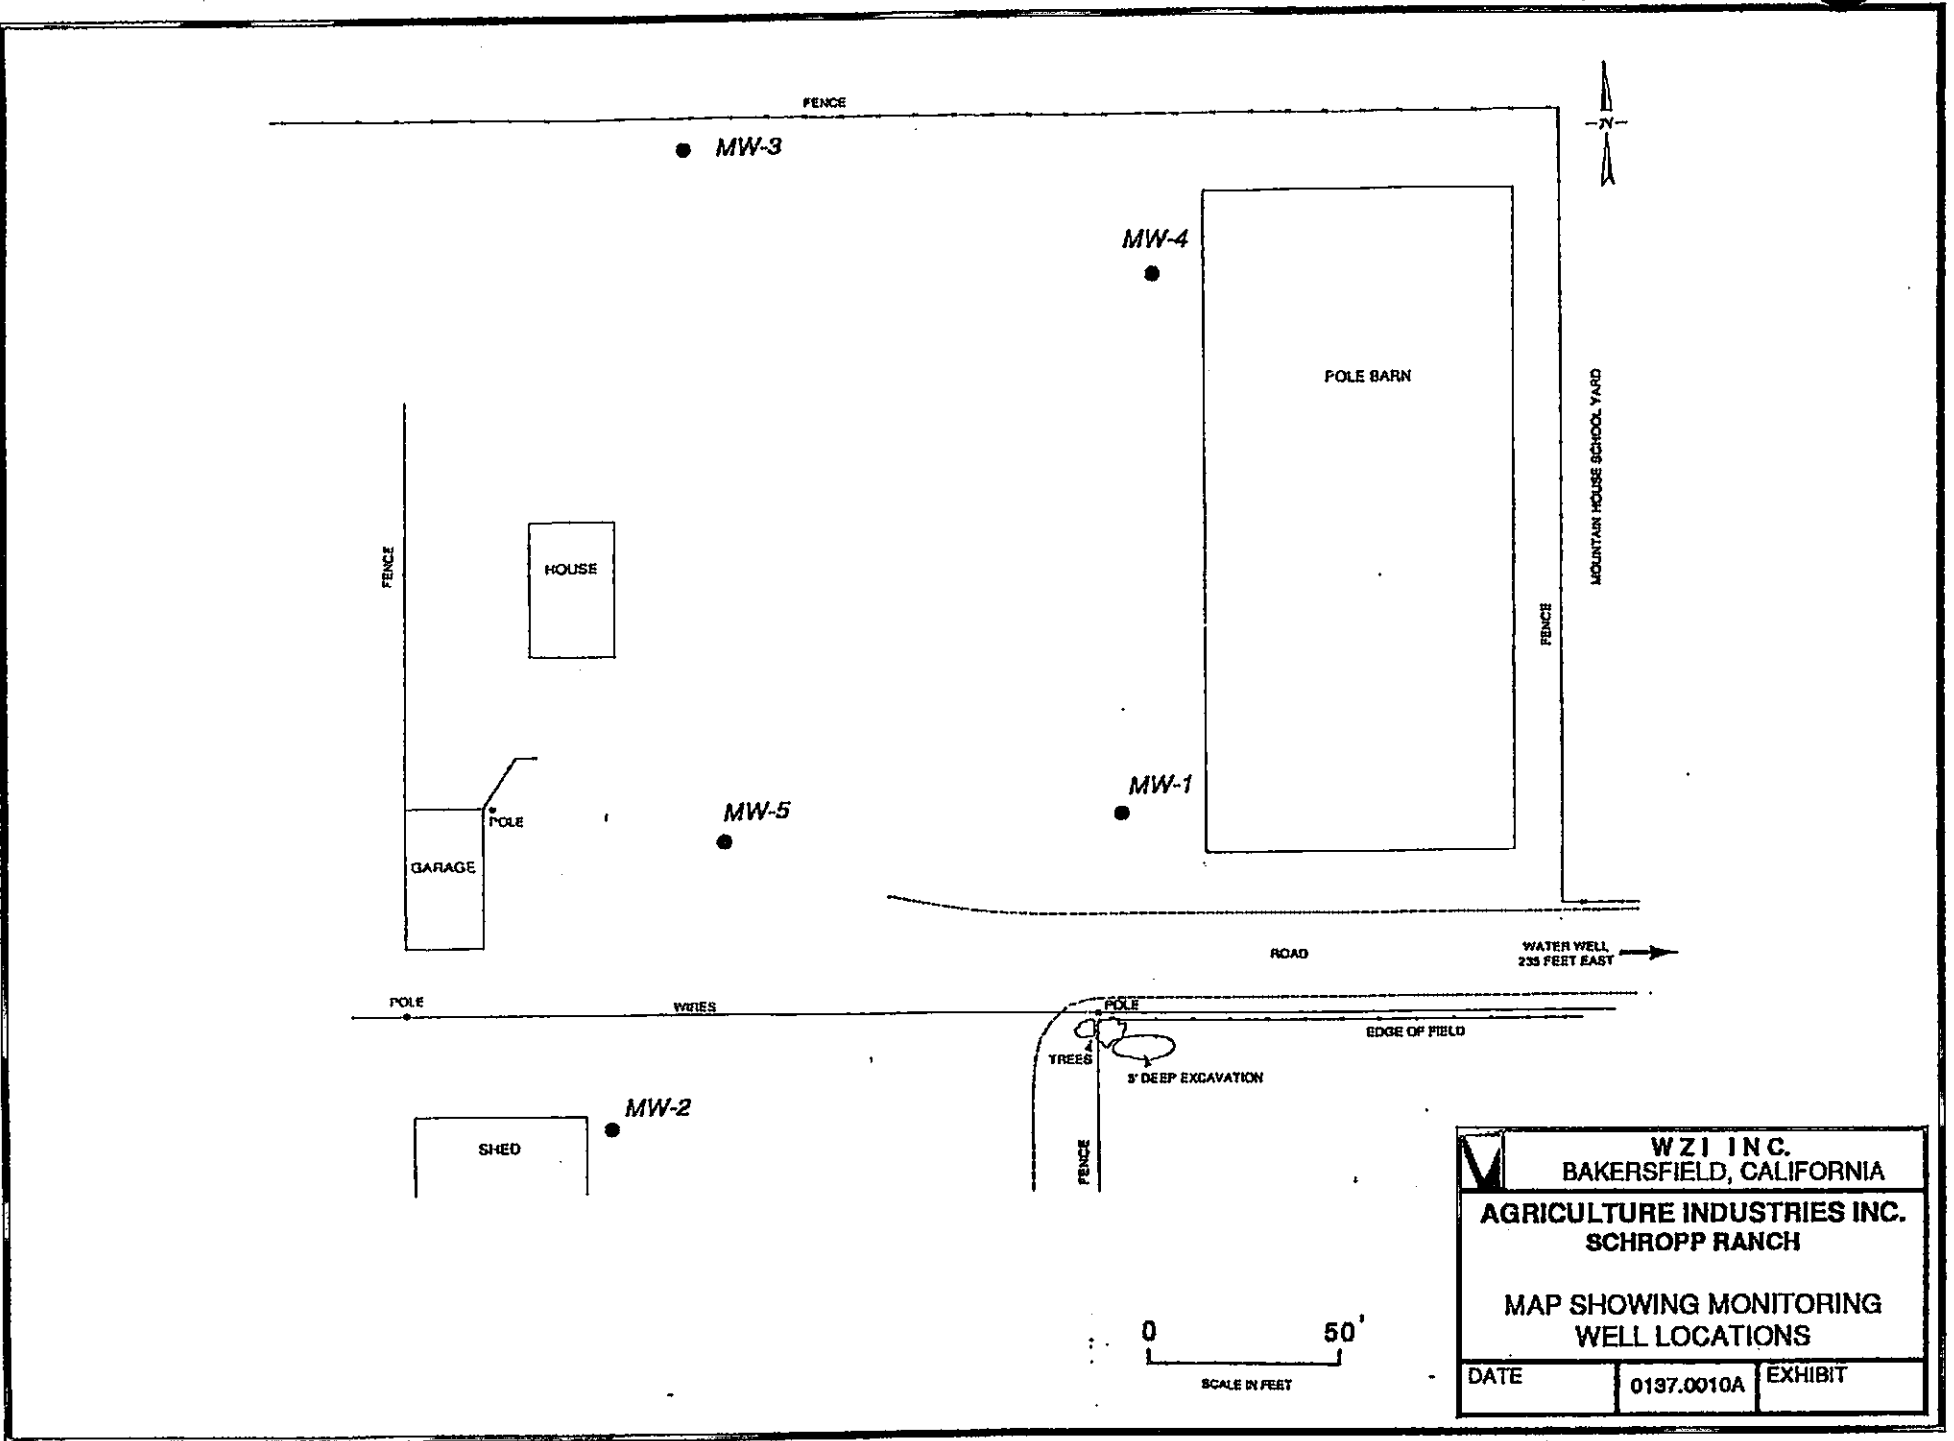 FENCE
-N-
MW-3
MW-4
POLE BARN
MOUNTAIN HOUSE SCHOOL YARD
FENCE
HOUSE
FENCE
MW-1
MW-5
POLE
GARAGE
ROAD
WATER WELL
235 FEET EAST
POLE
WIRES
POLE
EDGE OF FIELD
TREES
DEEP EXCAVATION
MW-2
SHED
FENCE
WZI INC.
BAKERSFIELD, CALIFORNIA
AGRICULTURE INDUSTRIES INC.
SCHROPP RANCH
MAP SHOWING MONITORING
WELL LOCATIONS
0 50'
SCALE IN FEET
DATE
0137.0010A
EXHIBIT